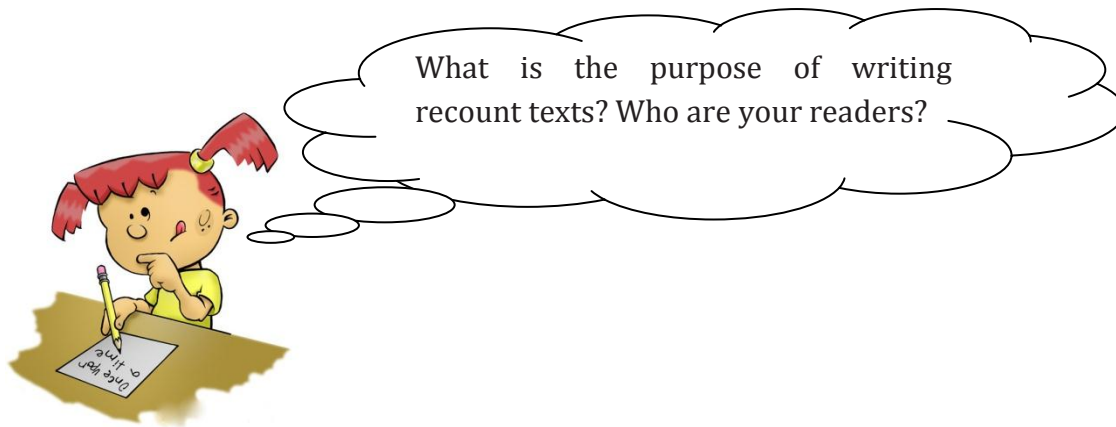 What is the purpose of writing
recount texts? Who are your readers?
Once upon
a time